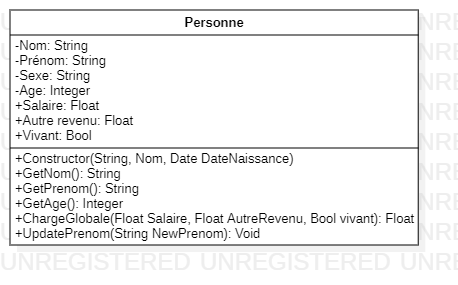 Personne
-Nom: String
-Prénom: String
-Sexe: String
-Age: Integer
+Salaire: Float
+Autre revenu: Float
+Vivant: Bool
+Constructor(String, Nom, Date DateNaissance)
+GetNom(): String
+GetPrenom(): String
+GetAge(): Integer
+ChargeGlobale(Float Salaire, Float AutreRevenu, Bool vivant): Float
+UpdatePrenom(String NewPrenom): Void
UNREGISTERED UNREGISTERED UNRE